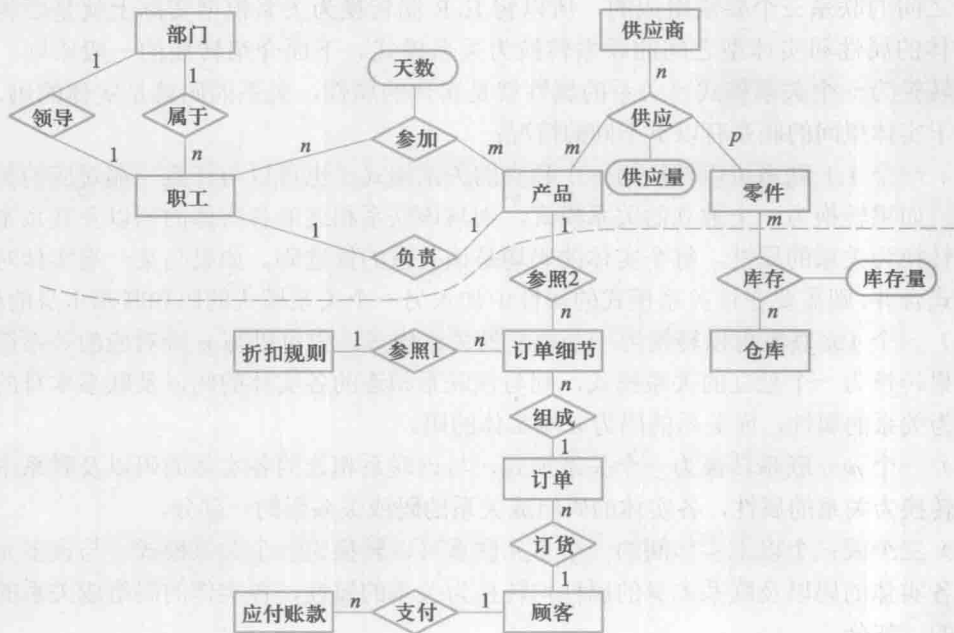 部门
供应商
天数
1
1
n
领导
属于
供应
参加
n
m
m
p
1
n
供应量
职工
产品
零件
1
1
1
m
负责
参照2
库存
库存量
n
n
折扣规则
1
参照1
n
订单细节
仓库
n
组成
1
订单
n
订货
1
应付账款
n
支付
1
顾客